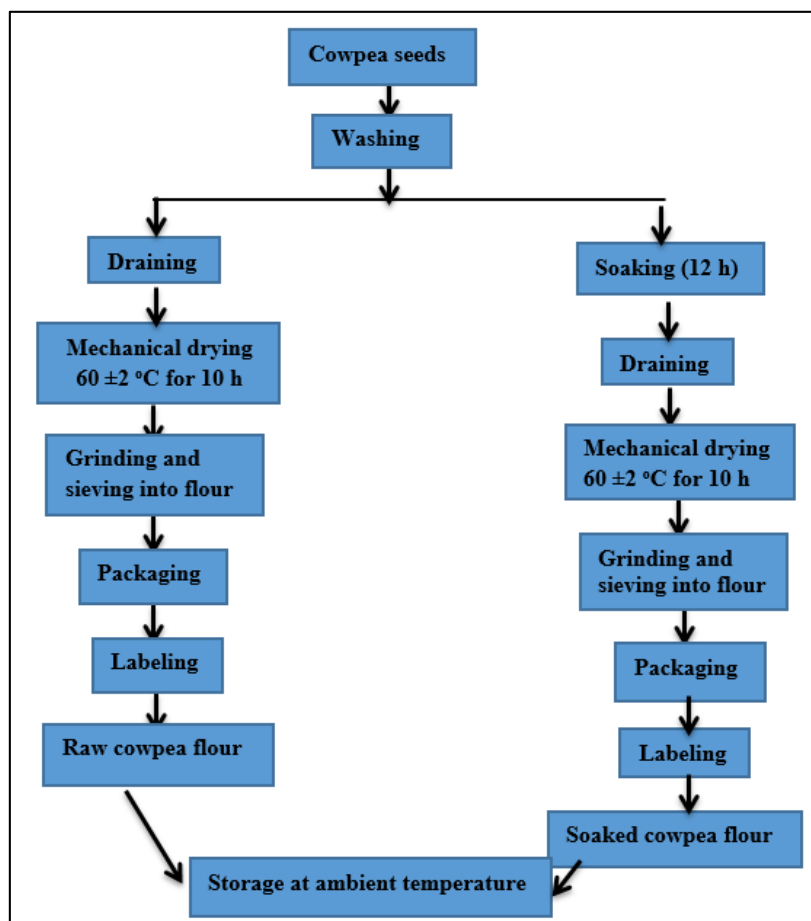 Cowpea seeds
Washing
Draining
Mechanical drying
60 ±2 °C for 10 h
Grinding and
sieving into flour
Packaging
Labeling
Raw cowpea flour
Soaking (12 h)
Draining
Mechanical drying
60 ±2 °C for 10 h
Grinding and
sieving into flour
Packaging
Labeling
Soaked cowpea flour
Storage at ambient temperature